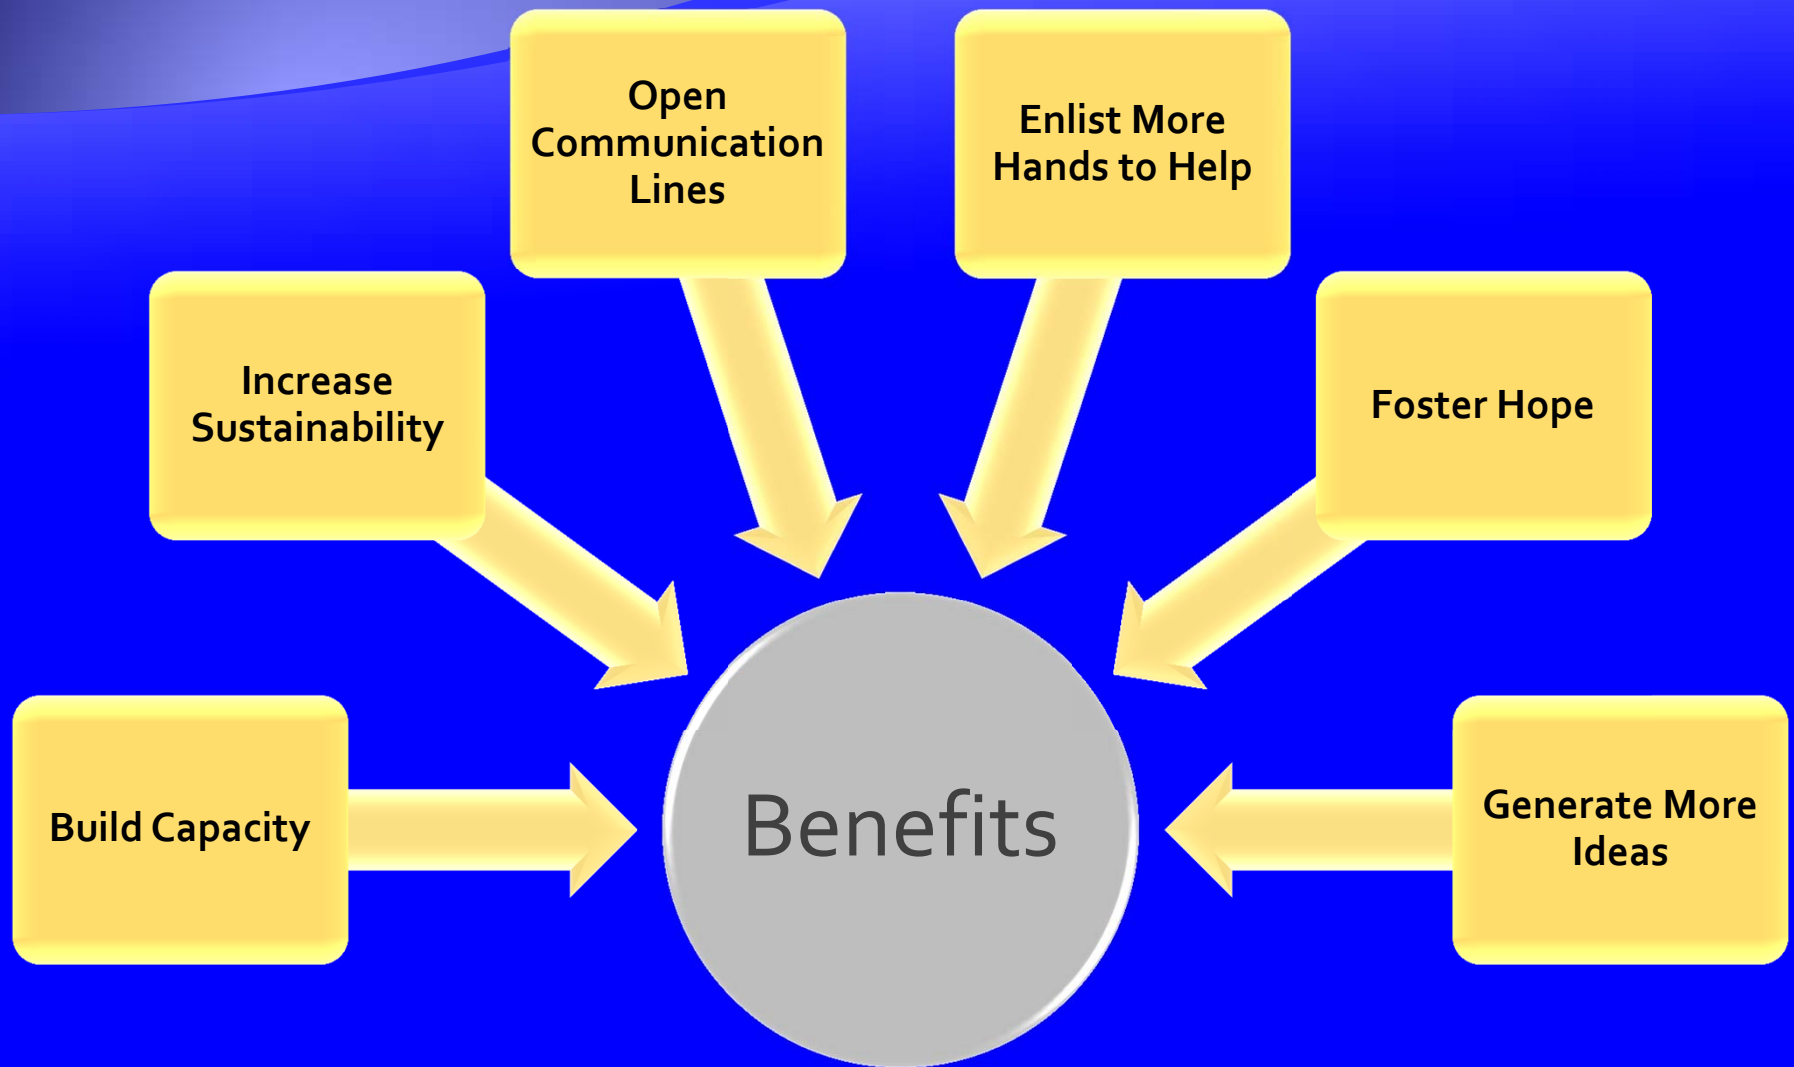 Open
Communication
Lines
Enlist More
Hands to Help
Increase
Sustainability
Foster Hope
Build Capacity
Benefits
Generate More
Ideas